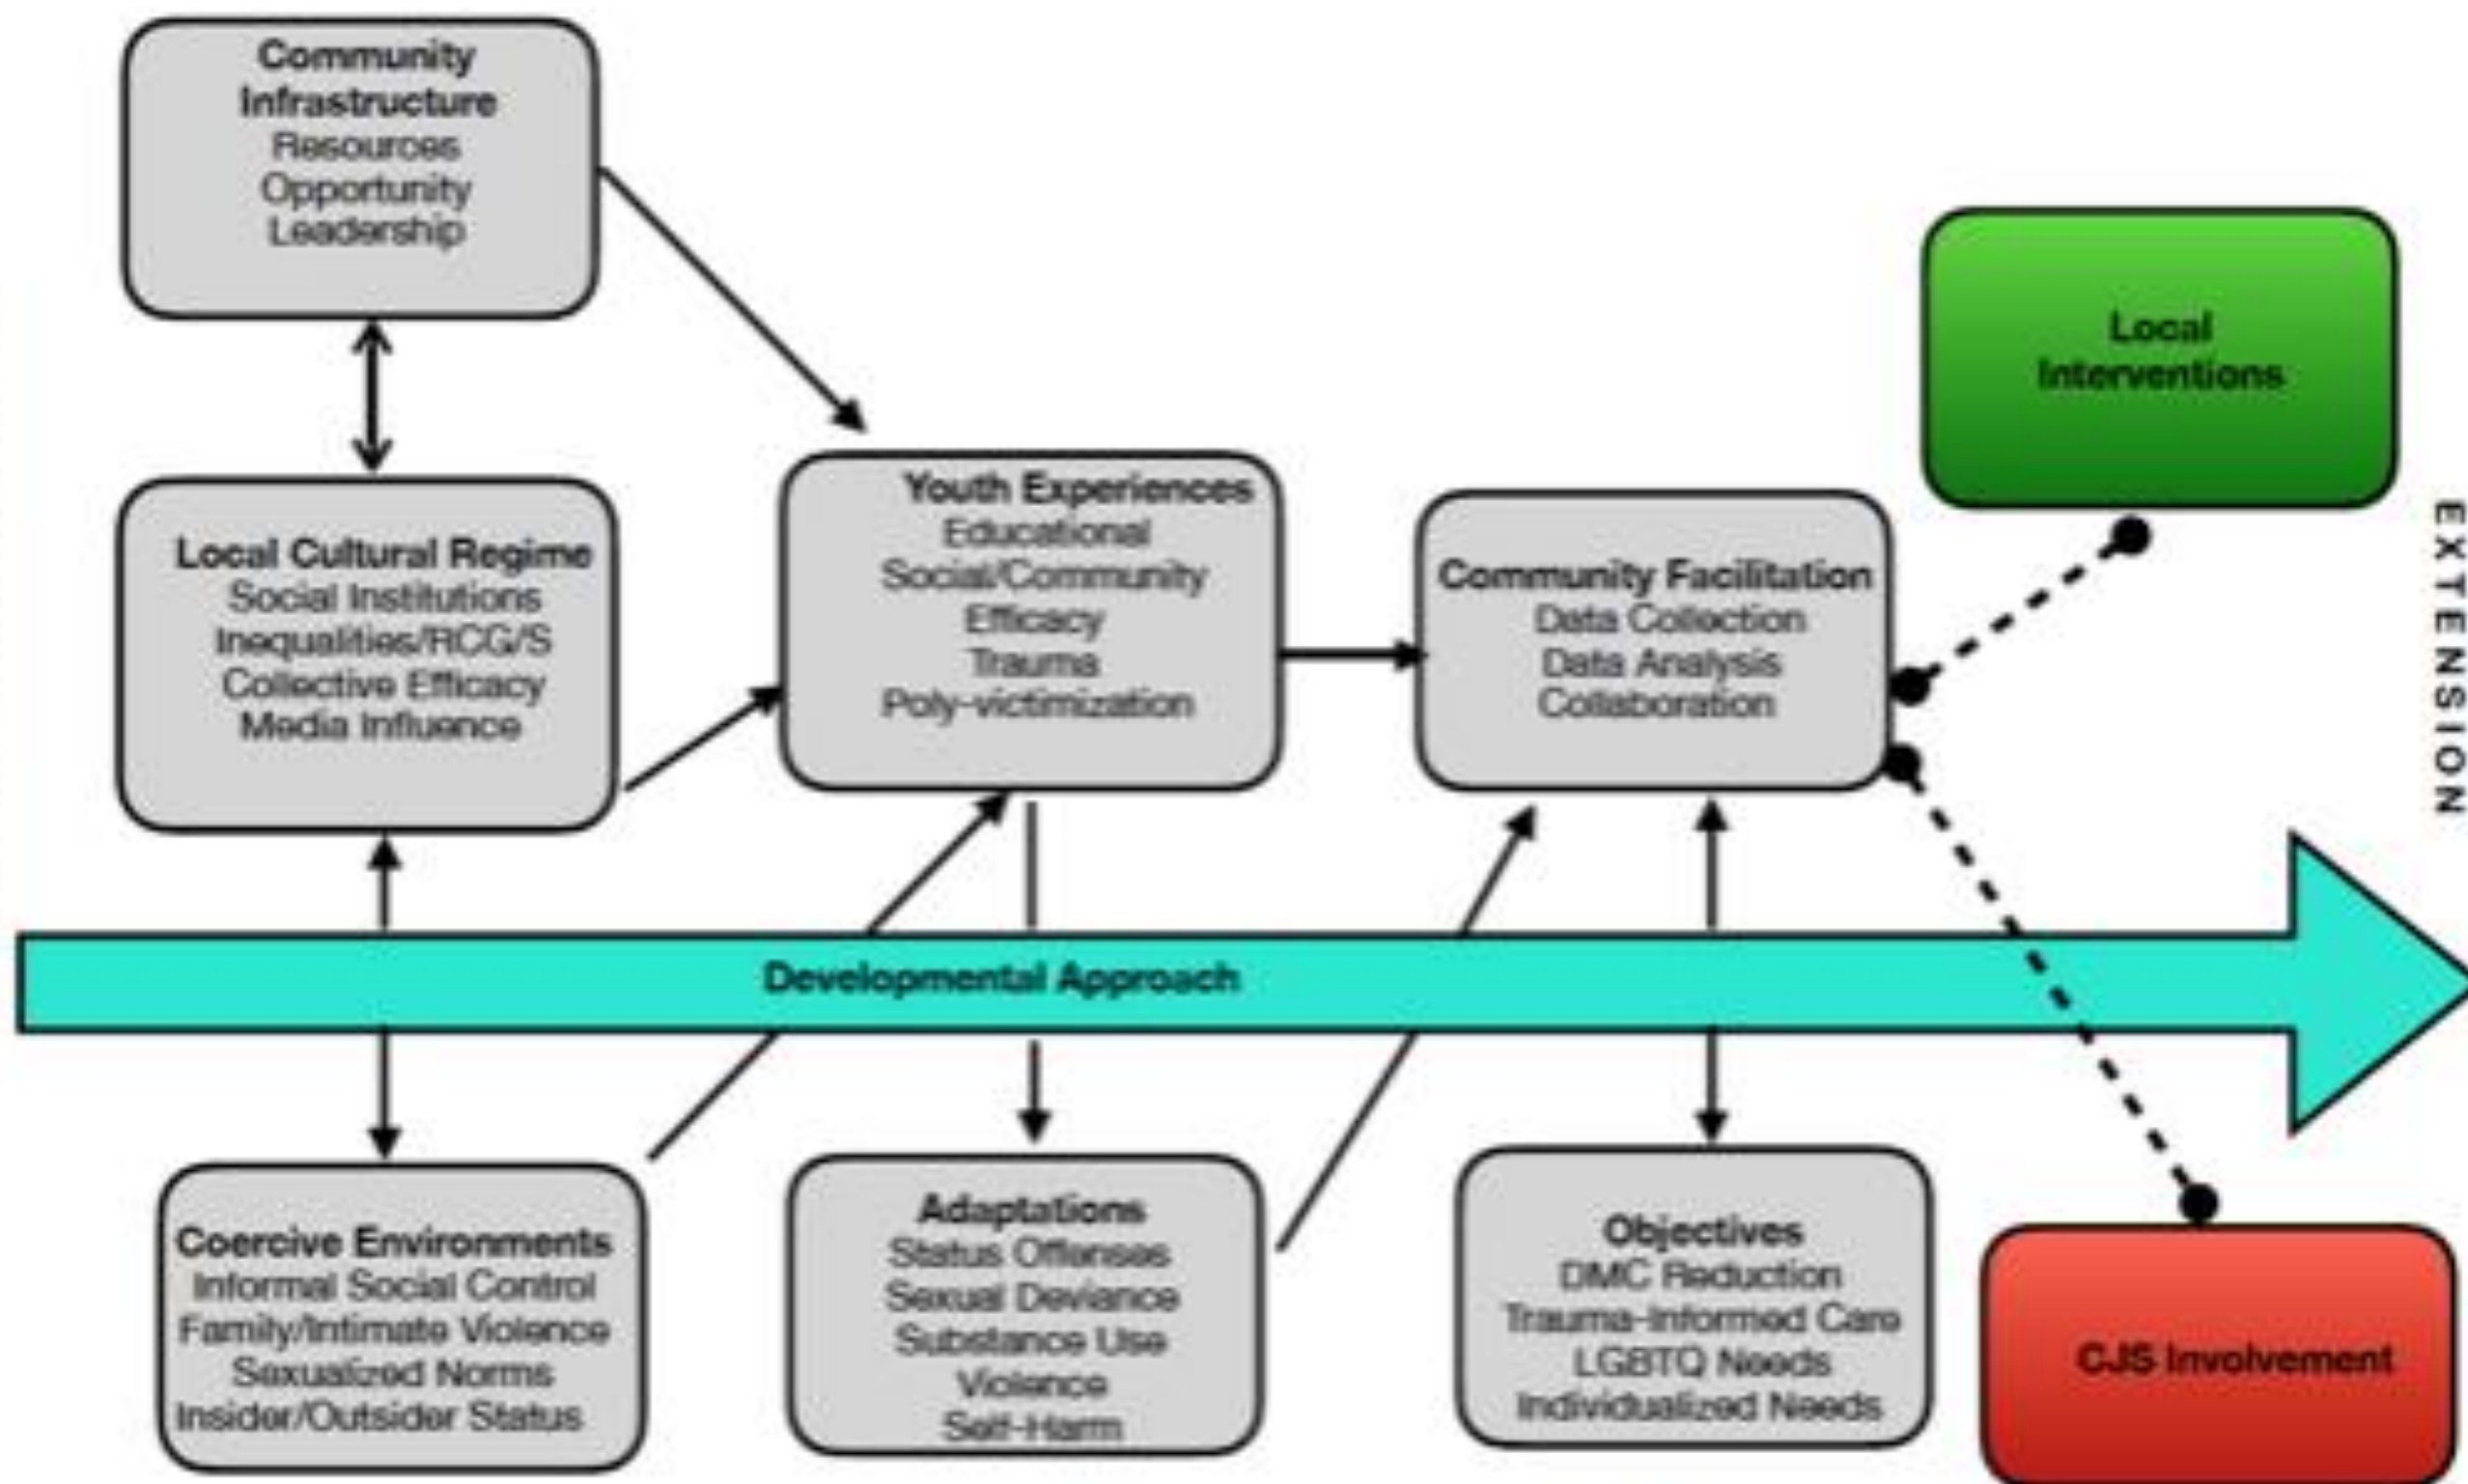 Community
Infrastructure
Resources
Opportunity
Leadership
Local Cultural Regime
Social Institutions
Inequalities/RCG/S
Collective Efficacy
Media Influence
Youth Experiences
Educational
Social/Community
Efficacy
Trauma
Poly-victimization
Community Facilitation
Data Collection
Data Analysis
Collaboration
Local
Interventions
EXTENSION
Developmental Approach
Coercive Environments
Informal Social Control
Family/Intimate Violence
Sexualized Norms
Insider/Outsider Status
Adaptations
Status Offenses
Sexual Deviance
Substance Use
Violence
Self-Harm
Objectives
DMC Reduction
Trauma-Informed Care
LGBTQ Needs
Individualized Needs
CJS Involvement